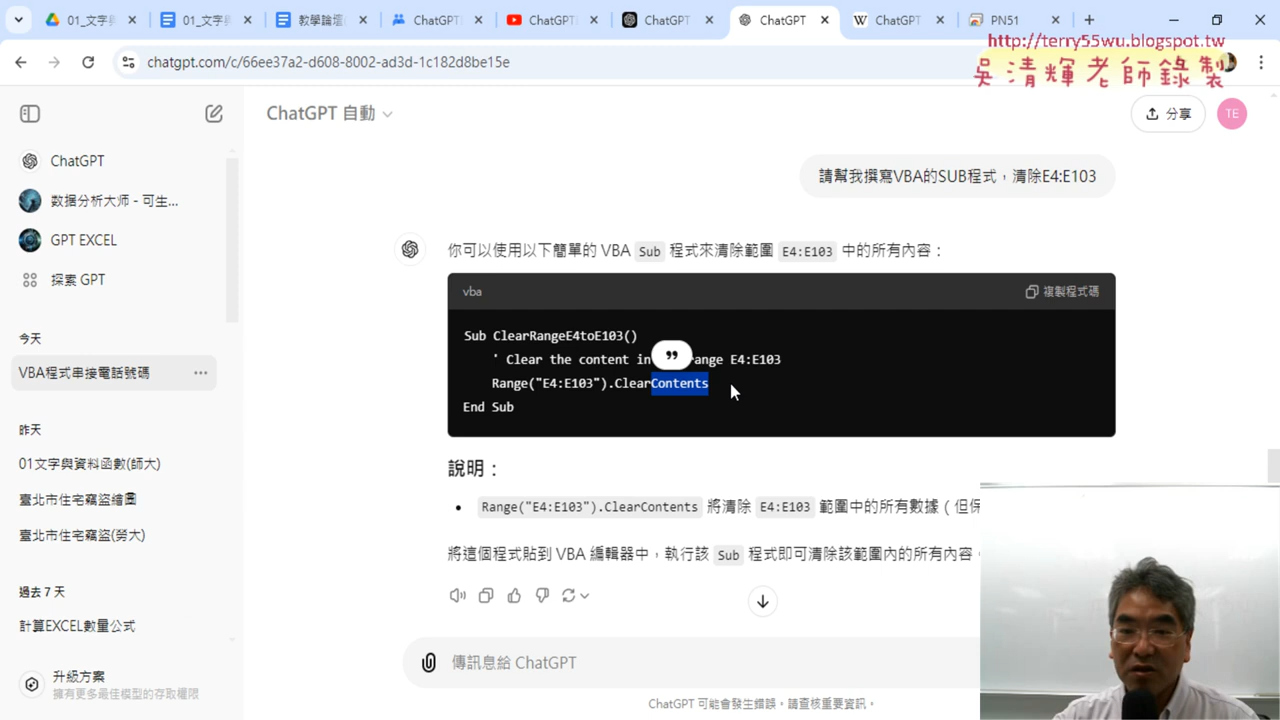 01_文字與
01_文字與
教學論壇(
ChatGPT
ChatGPT
ChatGPT
ChatGPT
ChatGPT
PN51
http://terry55wu.blogspot.tw
吳清輝老師錄製
chatgpt.com/c/66ee37a2-d608-8002-ad3d-1c182d8be15e
ChatGPT 自動
分享
TE
ChatGPT
数据分析大师 - 可生...
GPT EXCEL
探索 GPT
今天
VBA程式串接電話號碼
昨天
01文字與資料函數(師大)
臺北市住宅竊盜繪圖
臺北市住宅竊盜(勞大)
過去 7 天
計算EXCEL數量公式
升級方案
擁有更多最佳模型的存取權限
請幫我撰寫VBA的SUB程式，清除E4:E103
你可以使用以下簡單的 VBA Sub 程式來清除範圍 E4:E103 中的所有內容：
vba
複製程式碼
Sub ClearRangeE4toE103()
' Clear the content in range E4:E103
Range("E4:E103").ClearContents
End Sub
說明：
• Range("E4:E103").ClearContents 將清除 E4:E103 範圍中的所有數據（但保
將這個程式貼到 VBA 編輯器中，執行該 Sub 程式即可清除該範圍內的所有內容。
傳訊息給 ChatGPT
ChatGPT 可能會發生錯誤。請查核重要資訊。